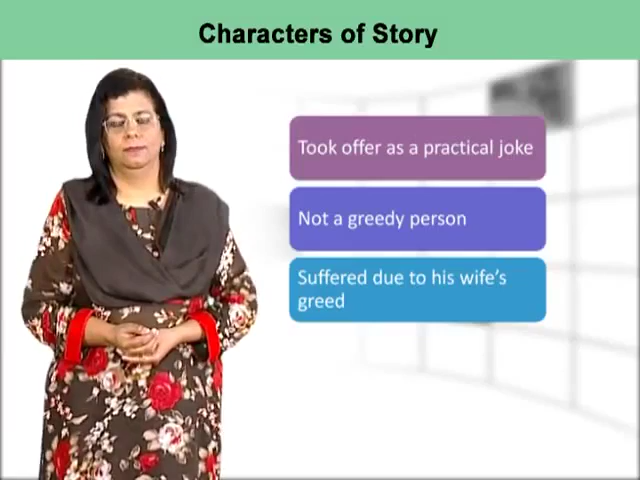 Characters of Story
Took offer as a practical joke
Not a greedy person
Suffered due to his wife's
greed